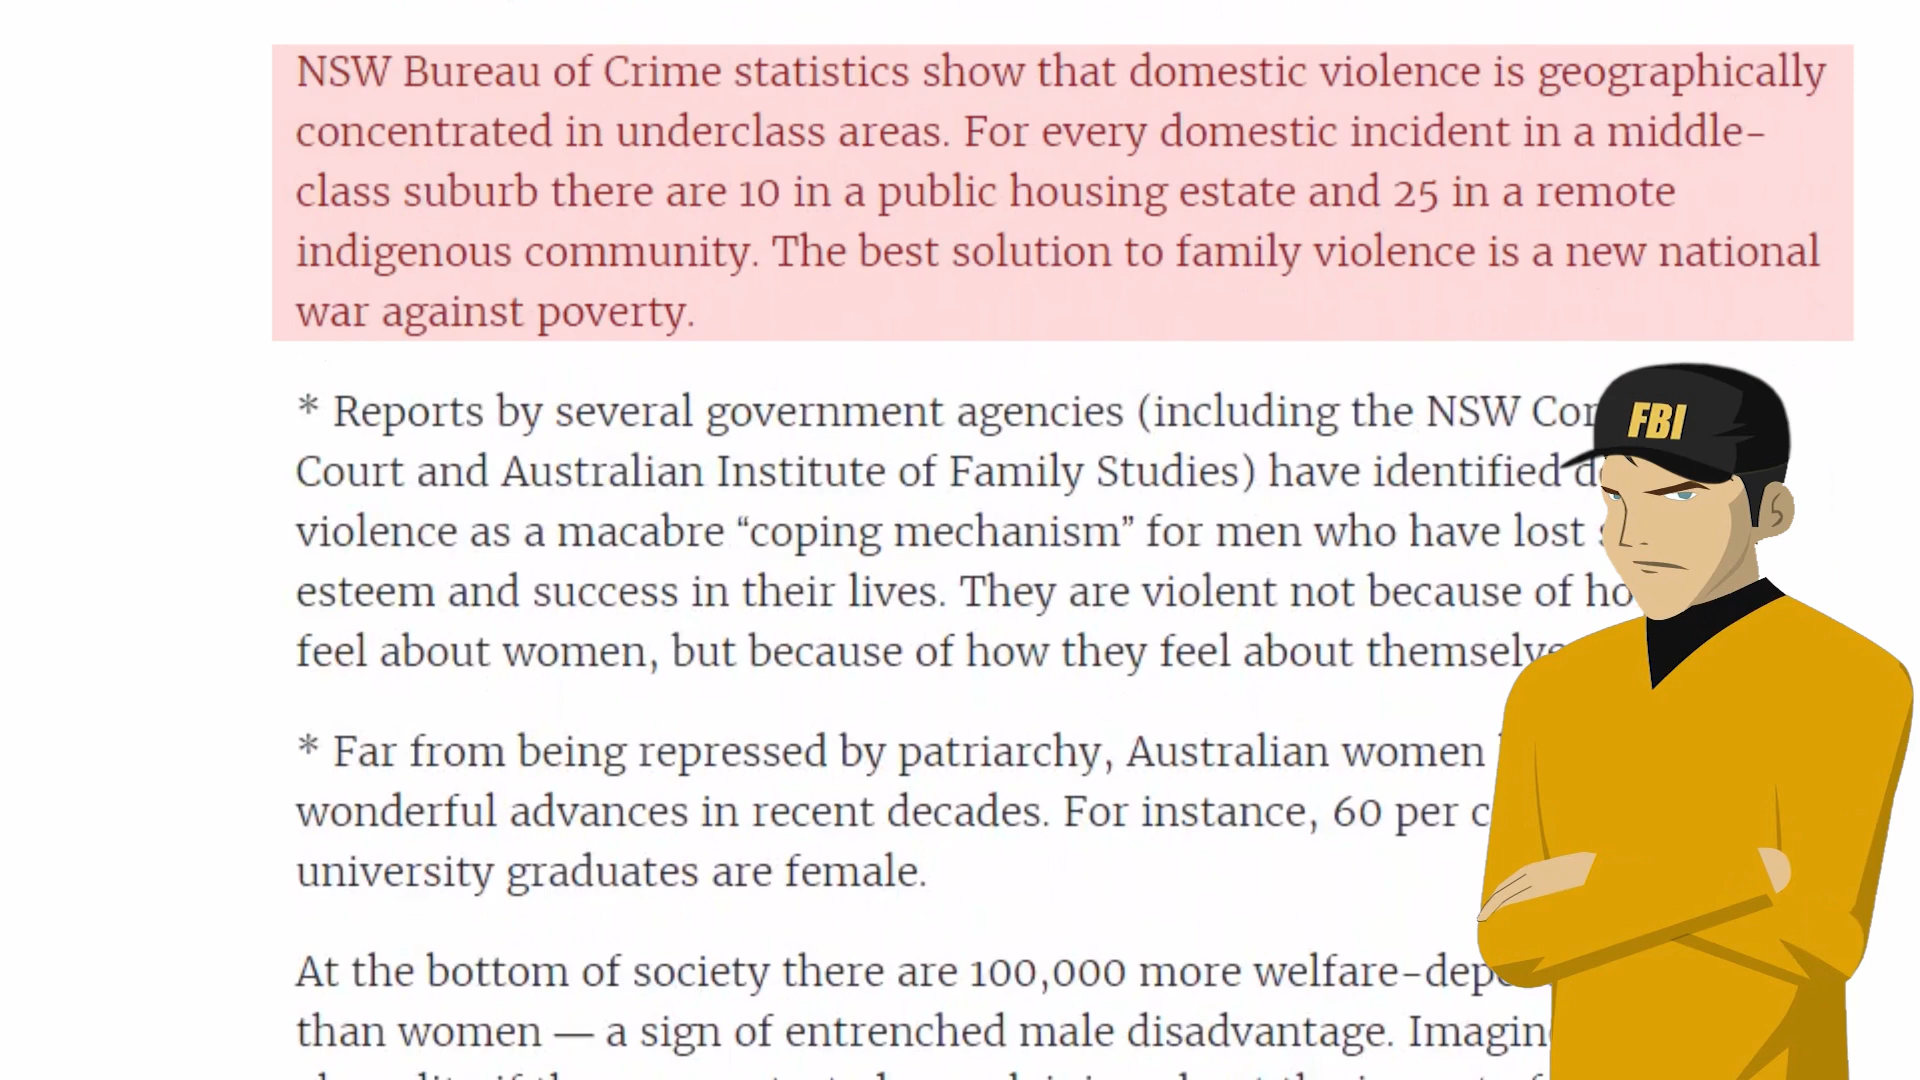 NSW Bureau of Crime statistics show that domestic violence is geographically
concentrated in underclass areas. For every domestic incident in a middle-
class suburb there are 10 in a public housing estate and 25 in a remote
indigenous community. The best solution to family violence is a new national
war against poverty.
* Reports by several government agencies (including the NSW
Court and Australian Institute of Family Studies) have identified
violence as a macabre “coping mechanism” for men who have lost
esteem and success in their lives. They are violent not because of
feel about women, but because of how they feel about
* Far from being repressed by patriarchy, Australian women
wonderful advances in recent decades. For instance, 60 per
university graduates are female.
At the bottom of society there are 100,000 more
than women — a sign of entrenched male disadvantage.
FBI